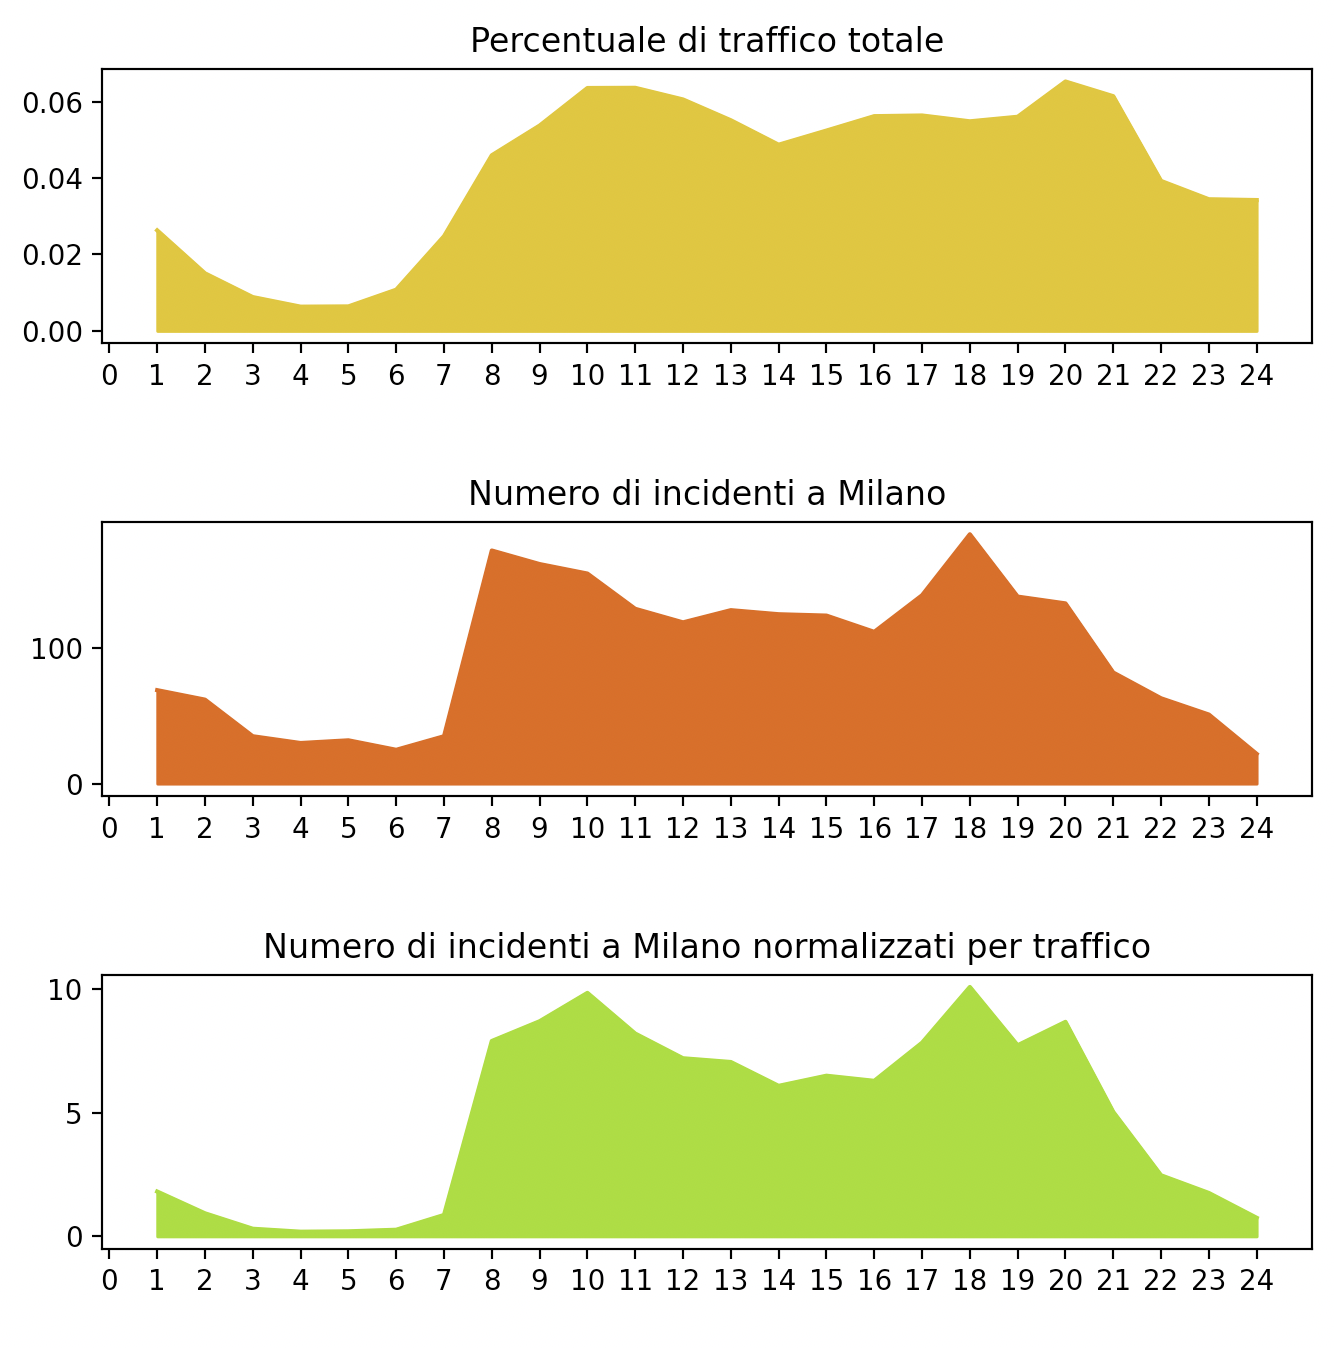 Percentuale di traffico totale
0.06
0.04
0.02
0.00
0 1 2 3 4 5 6 7 8 9 10 11 12 13 14 15 16 17 18 19 20 21 22 23 24
Numero di incidenti a Milano
100
0
0 1 2 3 4 5 6 7 8 9 10 11 12 13 14 15 16 17 18 19 20 21 22 23 24
Numero di incidenti a Milano normalizzati per traffico
10
5
0
0 1 2 3 4 5 6 7 8 9 10 11 12 13 14 15 16 17 18 19 20 21 22 23 24